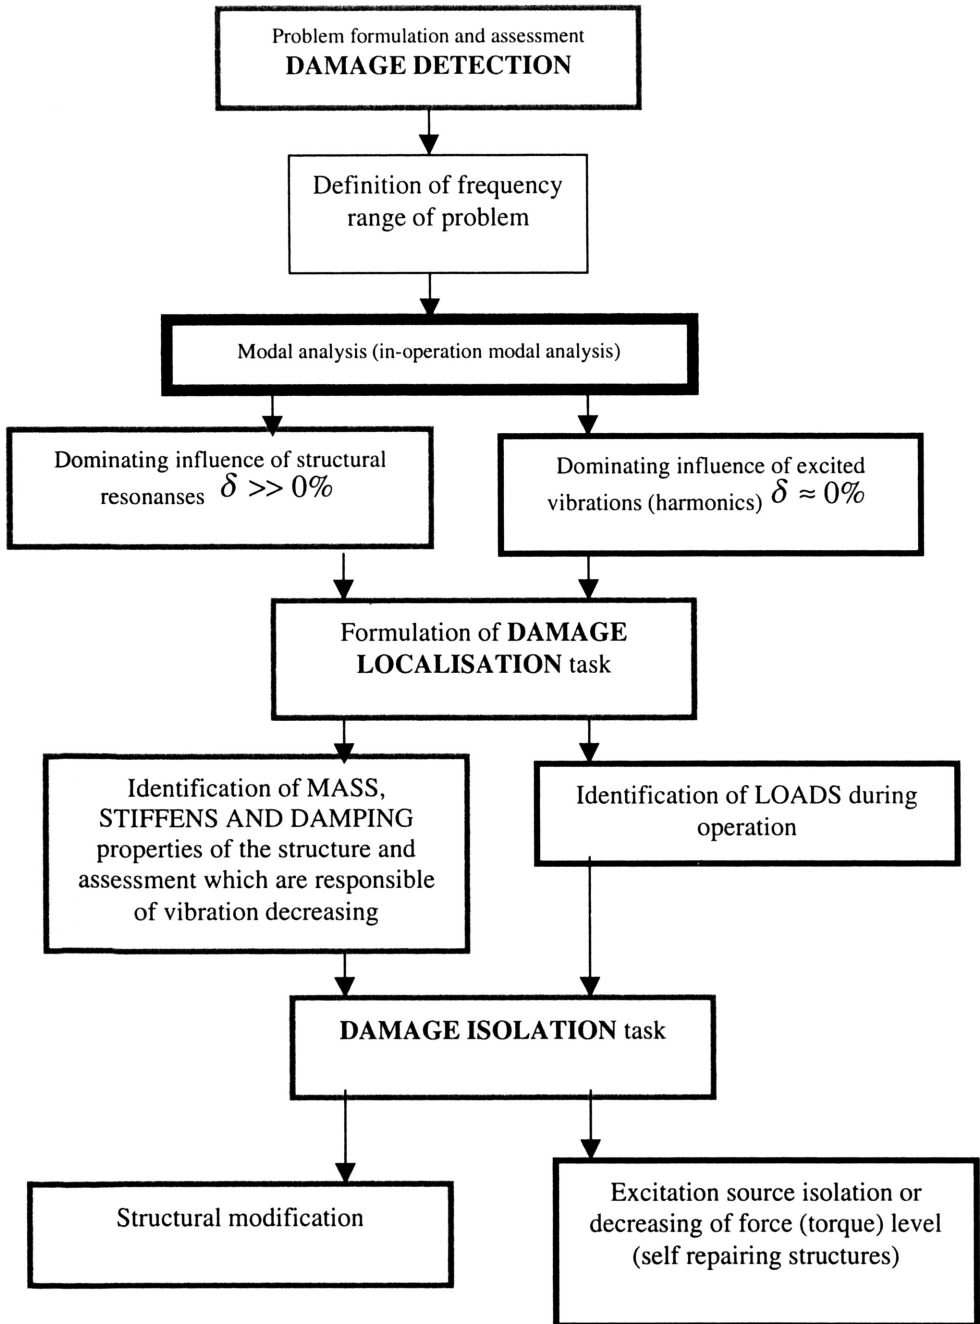 Problem formulation and assessment
DAMAGE DETECTION
Definition of frequency
range of problem
Modal analysis (in-operation modal analysis)
Dominating influence of structural
resonanses δ >> 0%
Dominating influence of excited
vibrations (harmonics) δ ≈ 0%
Formulation of DAMAGE
LOCALISATION task
Identification of MASS,
STIFFENS AND DAMPING
properties of the structure and
assessment which are responsible
of vibration decreasing
Identification of LOADS during
operation
DAMAGE ISOLATION task
Structural modification
Excitation source isolation or
decreasing of force (torque) level
(self repairing structures)